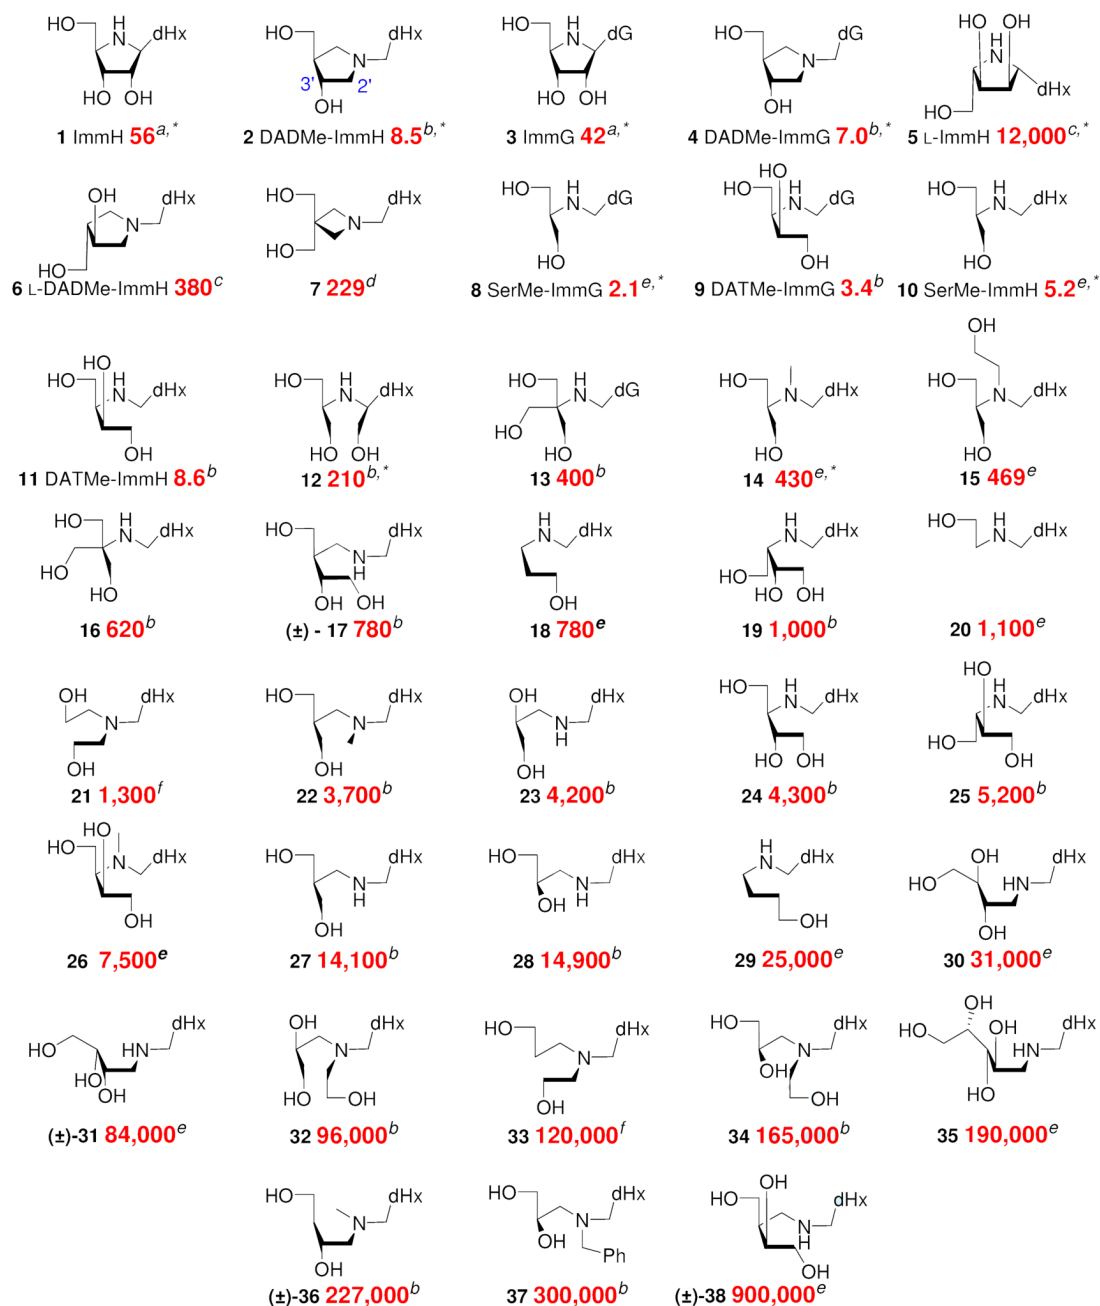 HO H N dHx HO OH
HO N dHx 3' 2' HO
HO H N dG HO OH
HO N dG HO
HO OH NH dHx HO
1 ImmH 56a,*
2 DADMe-ImmH 8.5b,*
3 ImmG 42a,*
4 DADMe-ImmG 7.0b,*
5 L-ImmH 12,000c,*
OH N dHx HO
HO N dHx HO
HO H N dG HO
HO HO H N dG OH
HO H N dHx HO
6 L-DADMe-ImmH 380c
7 229d
8 SerMe-ImmG 2.1e,*
9 DATMe-ImmG 3.4b
10 SerMe-ImmH 5.2e,*
HO HO H N dHx OH
HO H N dHx HO OH
HO H N dG HO HO
HO N dHx HO
OH HO N dHx HO
11 DATMe-ImmH 8.6b
12 210b,*
13 400b
14 430e,*
15 469e
HO H N dHx HO HO
HO N H dHx OH OH
H N dHx OH
H N dHx HO HO OH
HO H N dHx
16 620b
(±) - 17 780b
18 780e
19 1,000b
20 1,100e
OH N dHx OH
HO N dHx HO
OH N H dHx OH
HO H N dHx HO OH
HO H N dHx HO OH
21 1,300f
22 3,700b
23 4,200b
24 4,300b
25 5,200b
HO HO N dHx OH
HO N H dHx OH
HO N H dHx HO
H N dHx OH
OH HO HN dHx OH
26 7,500e
27 14,100b
28 14,900b
29 25,000e
30 31,000e
HO HN dHx HO OH
OH N dHx HO OH
HO N dHx OH
HO N dHx OH HO
OH HO OH HN dHx HO
(±)-31 84,000e
32 96,000b
33 120,000f
34 165,000b
35 190,000e
HO N dHx OH
HO N dHx OH Ph
OH HO N H dHx OH
(±)-36 227,000b
37 300,000b
(±)-38 900,000e